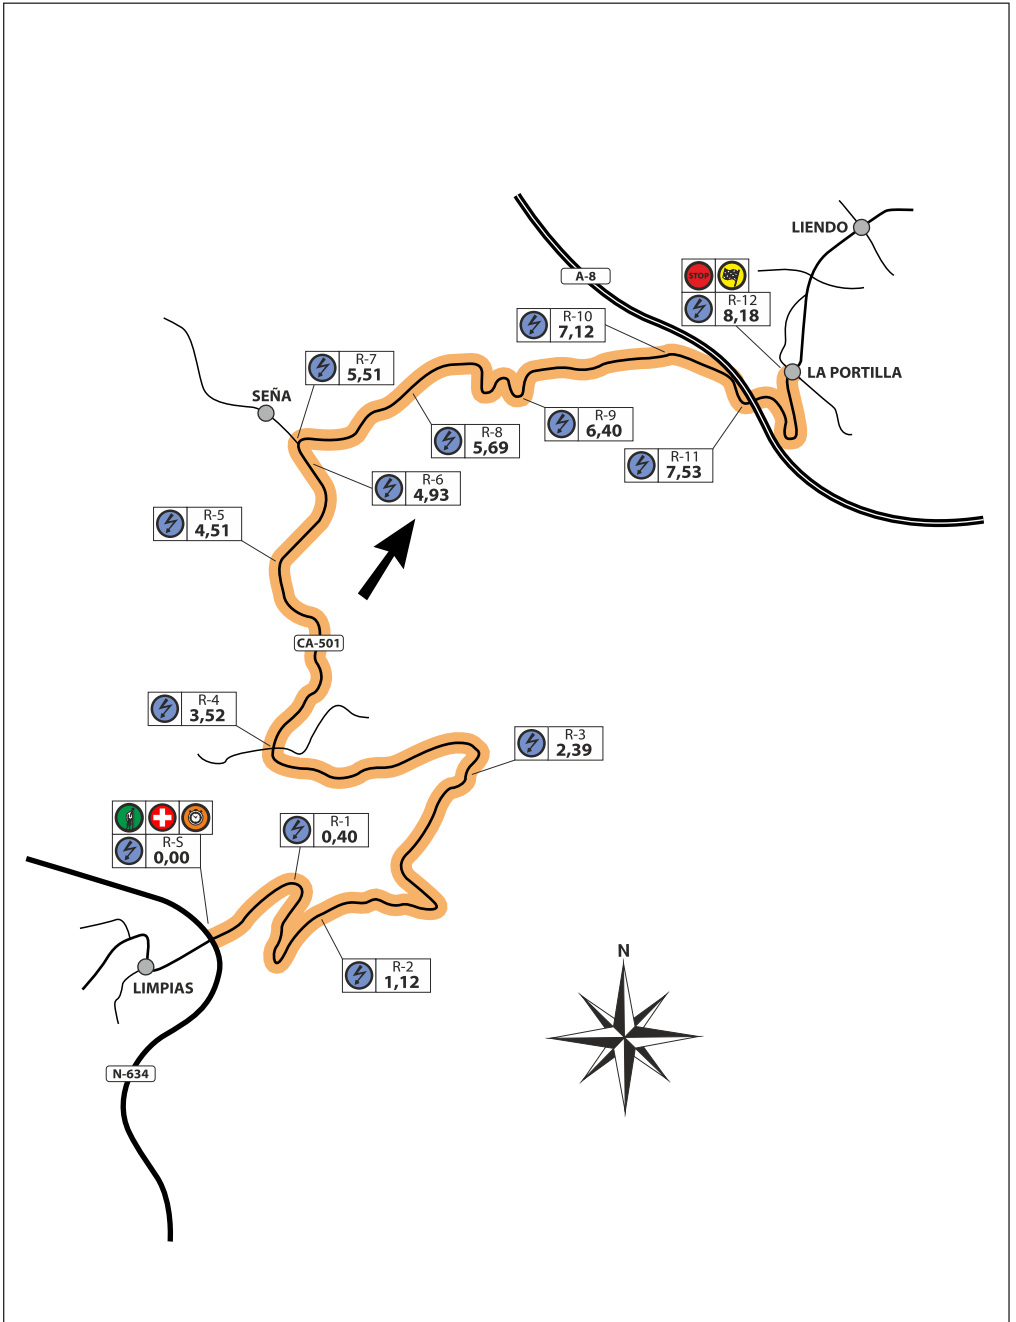 LIENDO
A-8
STOP
R-12
8,18
R-10
7,12
R-7
5,51
LA PORTILLA
SEÑA
R-9
6,40
R-8
5,69
R-11
7,53
R-6
4,93
R-5
4,51
CA-501
R-4
3,52
R-3
2,39
R-S
0,00
R-1
0,40
N
R-2
1,12
LIMPIAS
N-634